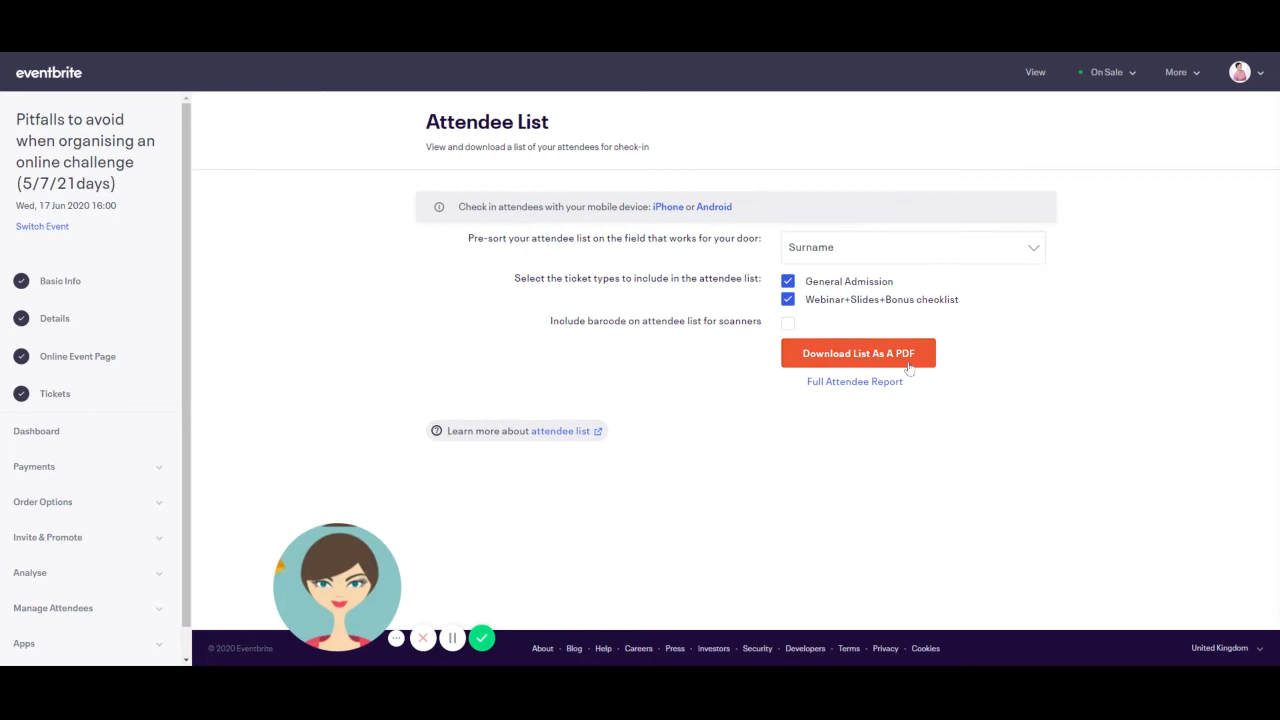 eventbrite
View
On Sale
More
Pitfalls to avoid
when organising an
online challenge
(5/7/21days)
Wed, 17 Jun 2020 16:00
Switch Event
Basic Info
Details
Online Event Page
Tickets
Dashboard
Payments
Order Options
Invite & Promote
Analyse
Manage Attendees
Apps
Attendee List
View and download a list of your attendees for check-in
Check in attendees with your mobile device: iPhone or Android
Pre-sort your attendee list on the field that works for your door:
Surname
Select the ticket types to include in the attendee list:
General Admission
Webinar+Slides+Bonus checklist
Include barcode on attendee list for scanners
Download List As A PDF
Full Attendee Report
Learn more about attendee list
© 2020 Eventbrite
About · Blog · Help · Careers · Press · Investors · Security · Developers · Terms · Privacy · Cookies
United Kingdom